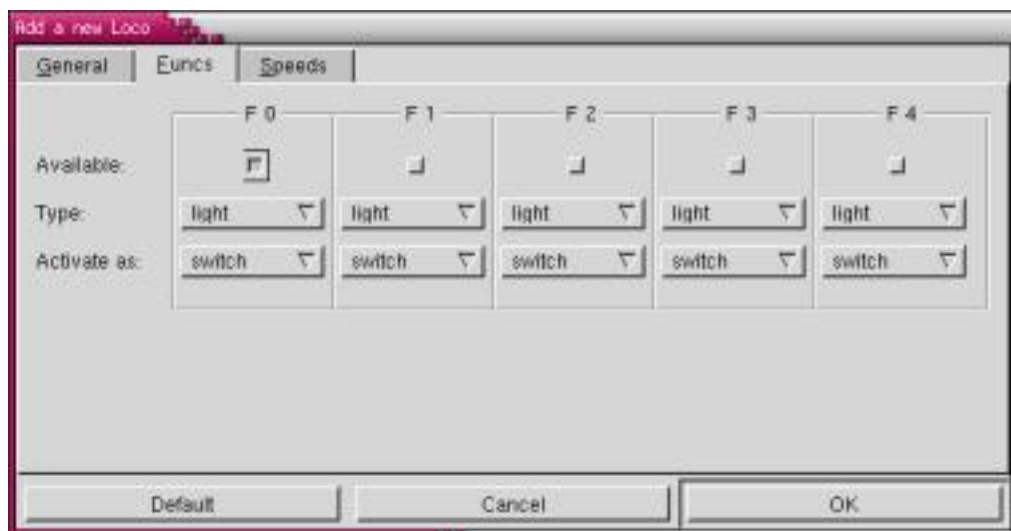 Add a new Loco
General Funcs Speeds
F 0 F 1 F 2 F 3 F 4
Available:
Type: light light light light light
Activate as: switch switch switch switch switch
Default Cancel OK